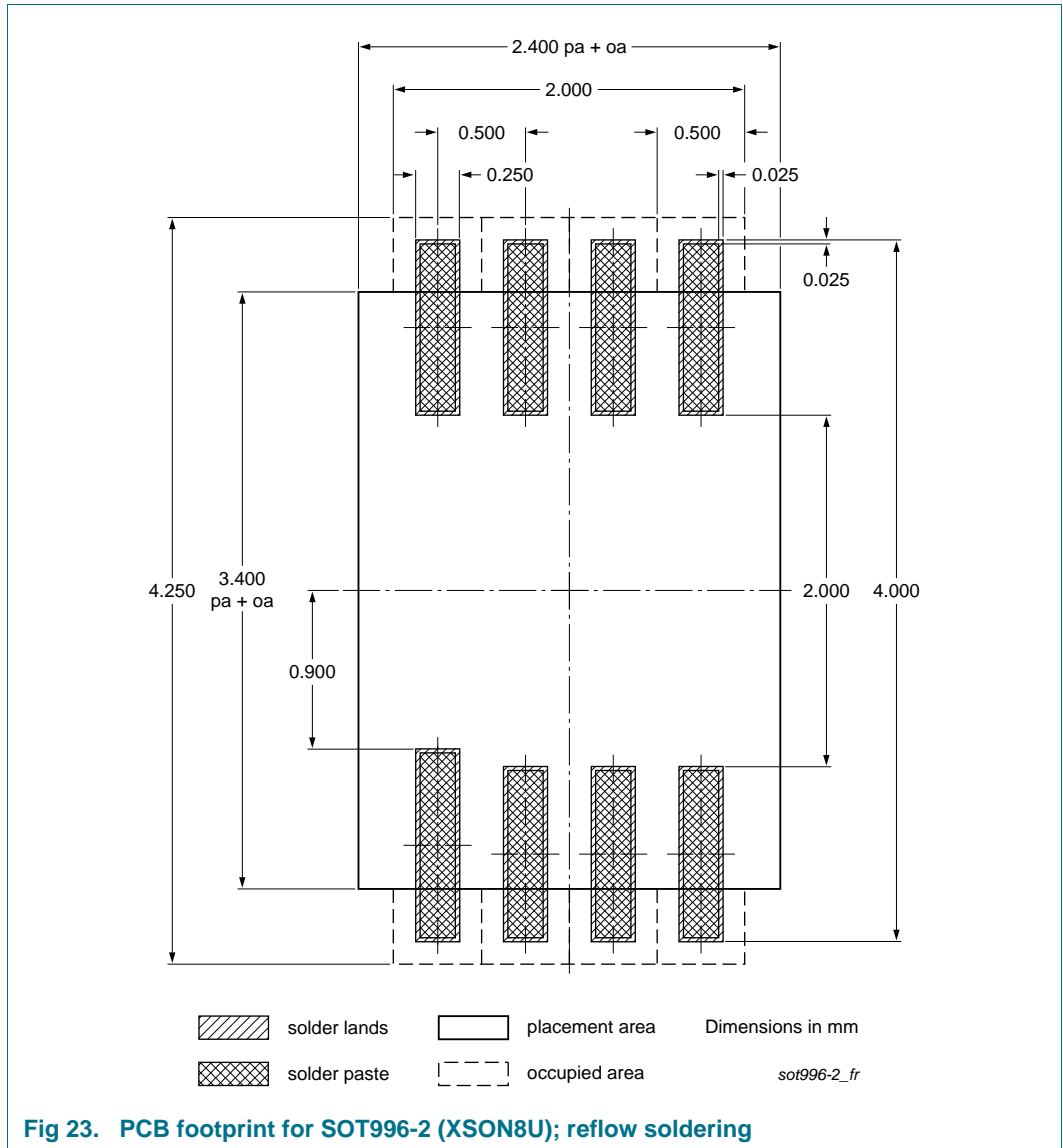 2.400 pa + oa
2.000
0.500
0.500
0.250
0.025
0.025
4.250
3.400
pa + oa
2.000
4.000
0.900
solder lands
placement area
Dimensions in mm
solder paste
occupied area
sot996-2_fr
Fig 23. PCB footprint for SOT996-2 (XSON8U); reflow soldering